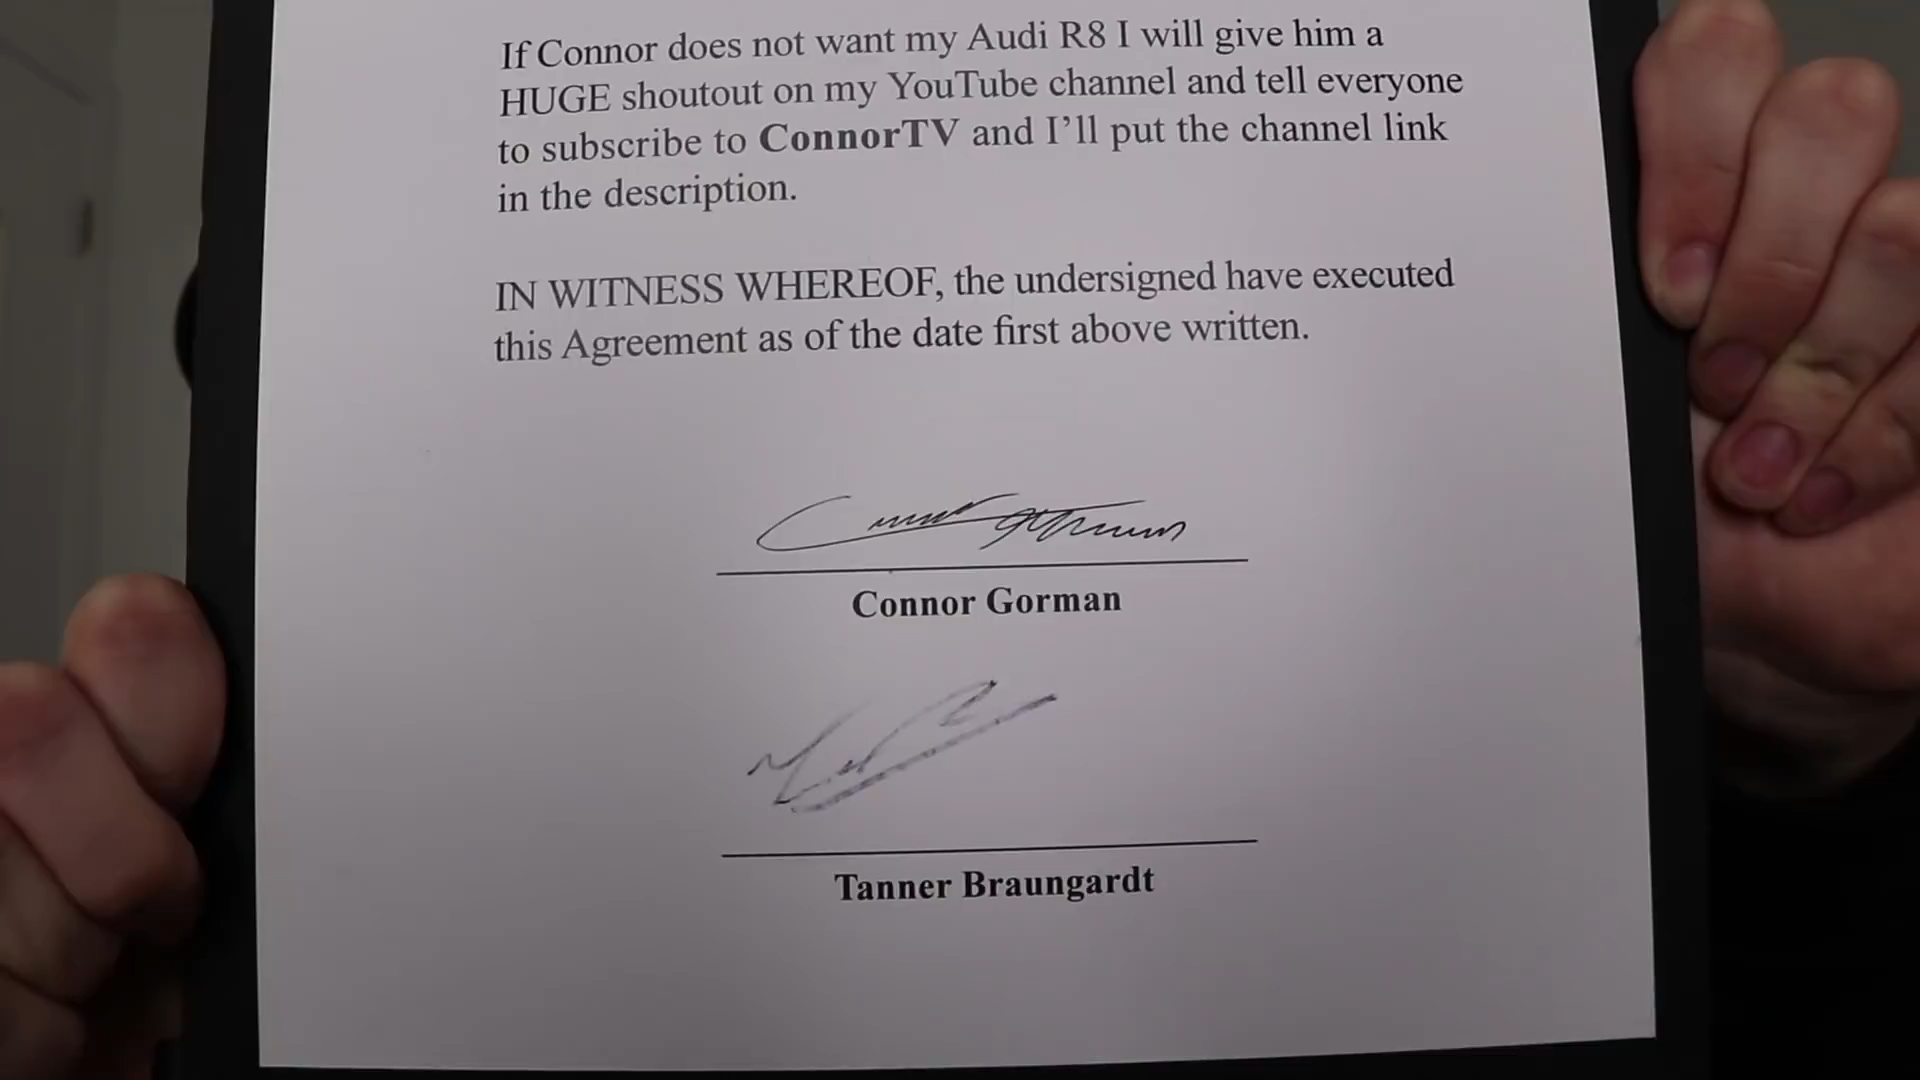 If Connor does not want my Audi R8 I will give him a
HUGE shoutout on my YouTube channel and tell everyone
to subscribe to ConnorTV and I’ll put the channel link
in the description.
IN WITNESS WHEREOF, the undersigned have executed
this Agreement as of the date first above written.
Connor Gorman
Tanner Braungardt